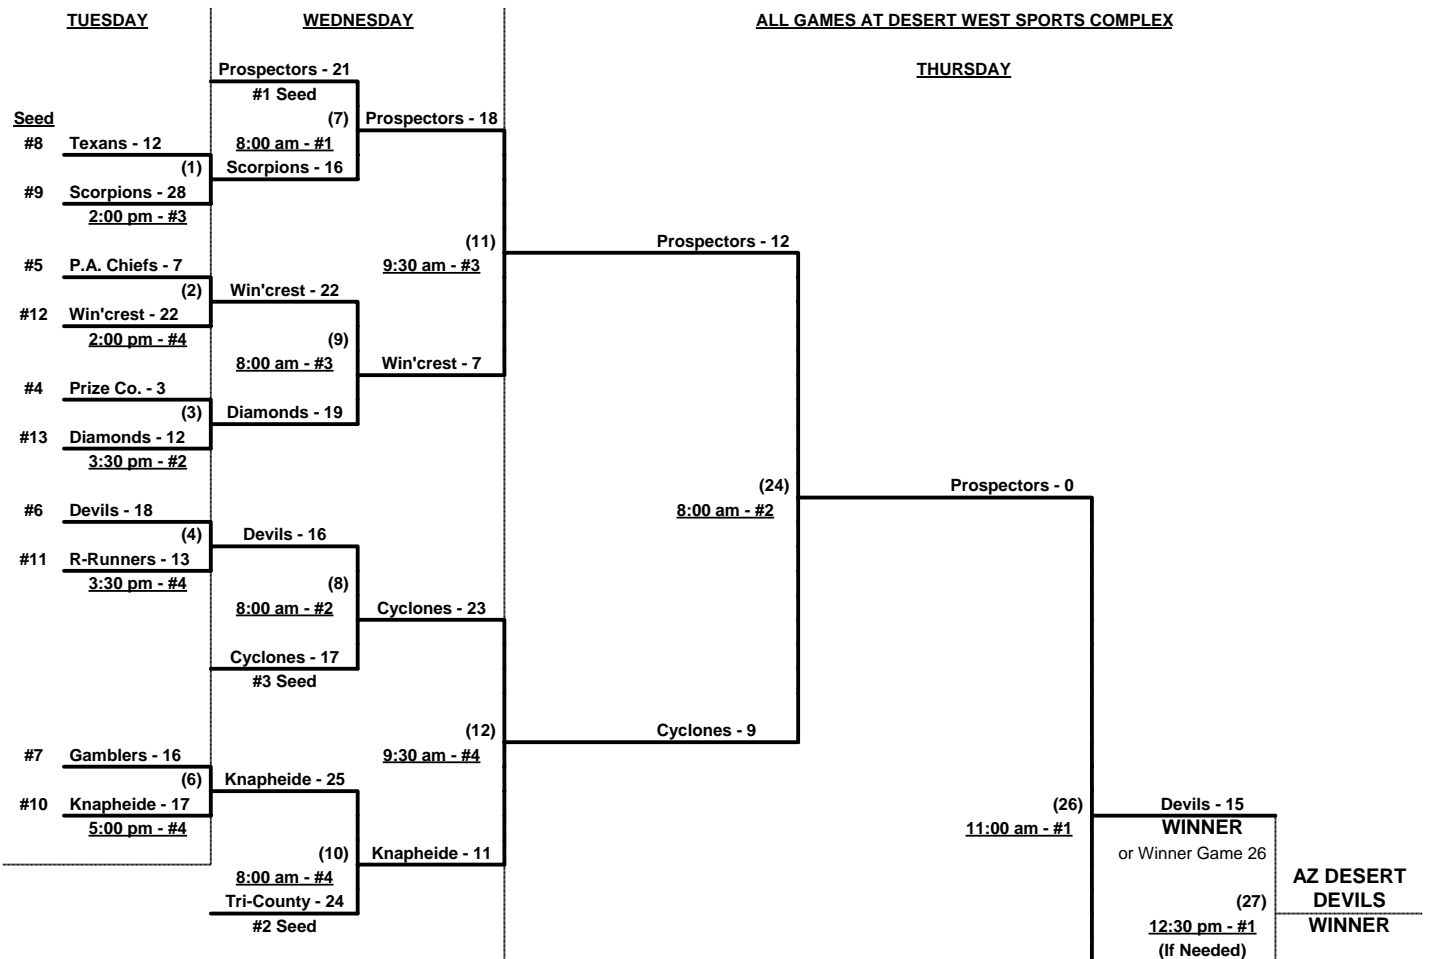 TUESDAY
WEDNESDAY
ALL GAMES AT DESERT WEST SPORTS COMPLEX
THURSDAY
Prospectors - 21
#1 Seed
Seed
(7)
Prospectors - 18
#8
Texans - 12
8:00 am - #1
(1)
Scorpions - 16
#9
Scorpions - 28
2:00 pm - #3
(11)
Prospectors - 12
#5
P.A. Chiefs - 7
9:30 am - #3
(2)
Win'crest - 22
#12
Win'crest - 22
2:00 pm - #4
(9)
8:00 am - #3
Win'crest - 7
#4
Prize Co. - 3
(3)
Diamonds - 19
#13
Diamonds - 12
3:30 pm - #2
(24)
Prospectors - 0
#6
Devils - 18
8:00 am - #2
(4)
Devils - 16
#11
R-Runners - 13
3:30 pm - #4
(8)
8:00 am - #2
Cyclones - 23
Cyclones - 17
#3 Seed
(12)
Cyclones - 9
#7
Gamblers - 16
9:30 am - #4
(6)
Knapheide - 25
#10
Knapheide - 17
(26)
Devils - 15
5:00 pm - #4
11:00 am - #1
WINNER
(10)
Knapheide - 11
or Winner Game 26
8:00 am - #4
AZ DESERT
Tri-County - 24
(27)
DEVILS
#2 Seed
12:30 pm - #1
WINNER
(If Needed)